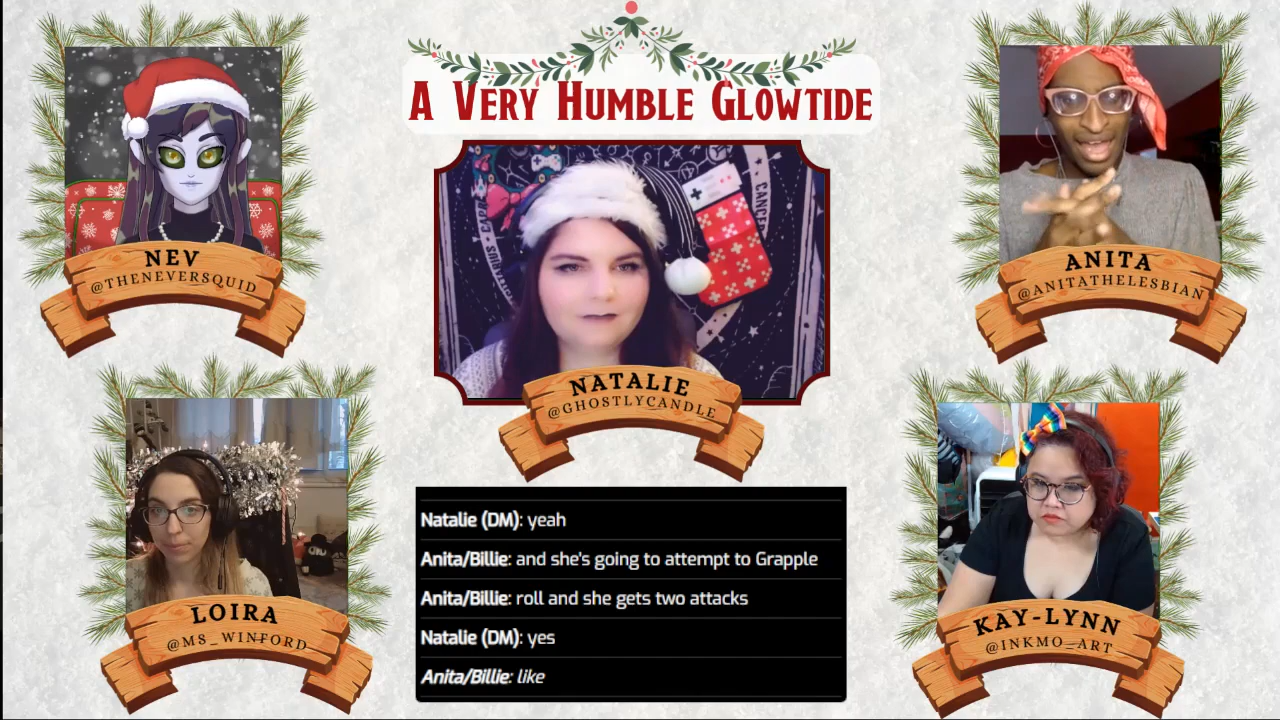 A Very Humble Glowtide
NEV
@THENEVERSQUID
ANITA
@ANITATHELESBIAN
CANCER
NATALIE
@GHOSTLYCANDLE
LOIRA
@MS_WINFORD
KAY-LYNN
@INKMO_ART
Natalie (DM): yeah
Anita/Billie: and she's going to attempt to Grapple
Anita/Billie: roll and she gets two attacks
Natalie (DM): yes
Anita/Billie: like